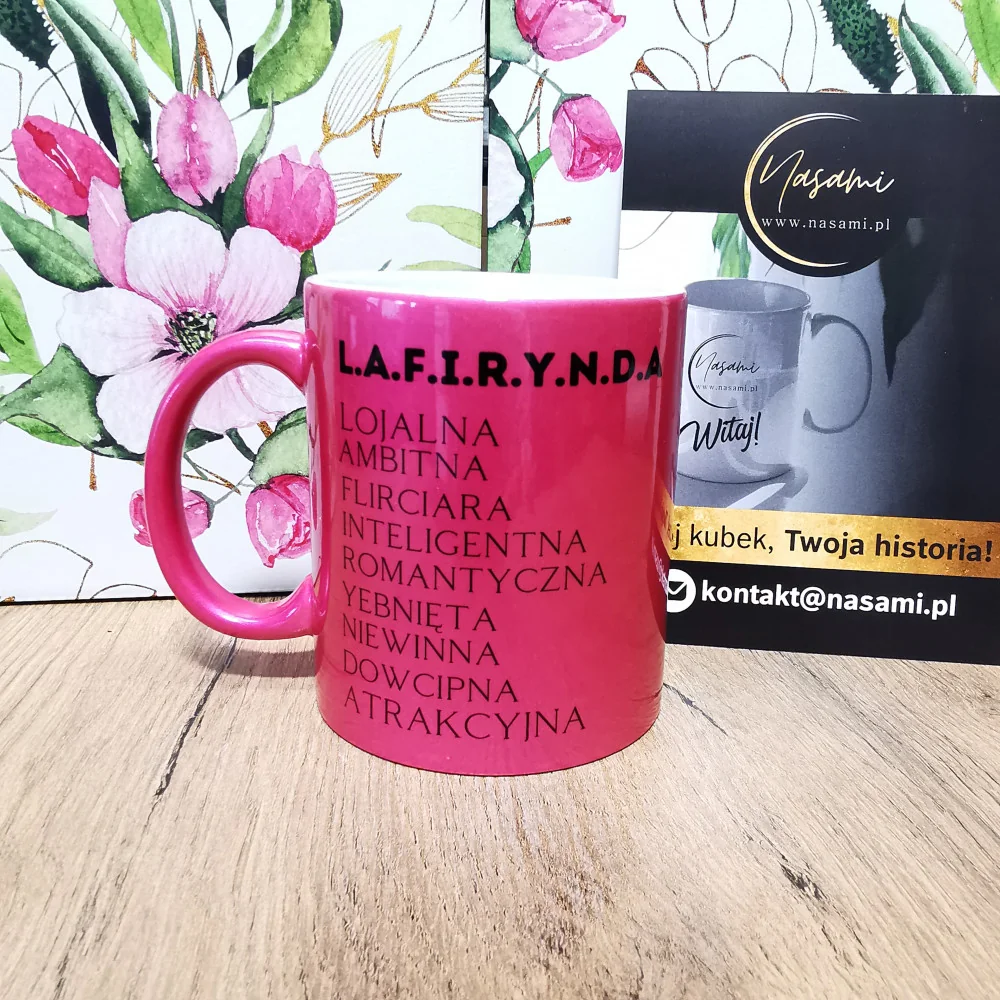 L.A.F.I.R.Y.N.D.A
LOJALNA
AMBITNA
FLIRCIARA
INTELIGENTNA
ROMANTYCZNA
YEBNIĘTA
NIEWINNA
DOWCIPNA
ATRAKCYJNA
Nasami
www.nasami.pl
Nasami
www.nasami.pl
Witaj!
kubek, Twoja historia!
kontakt@nasami.pl